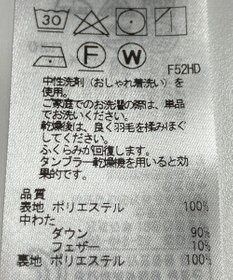 30
F W
F52HD
中性洗剤（おしゃれ着洗い）を
使用。
ご家庭でのお洗濯の際は、単品
でお洗いください。
乾燥後は、良く羽毛を揉みほぐ
してください。
ふくらみが回復します。
タンブラー乾燥機を用いると効
果的です。
品質
表地 ポリエステル 100%
中わた
ダウン 90%
フェザー 10%
裏地 ポリエステル 100%